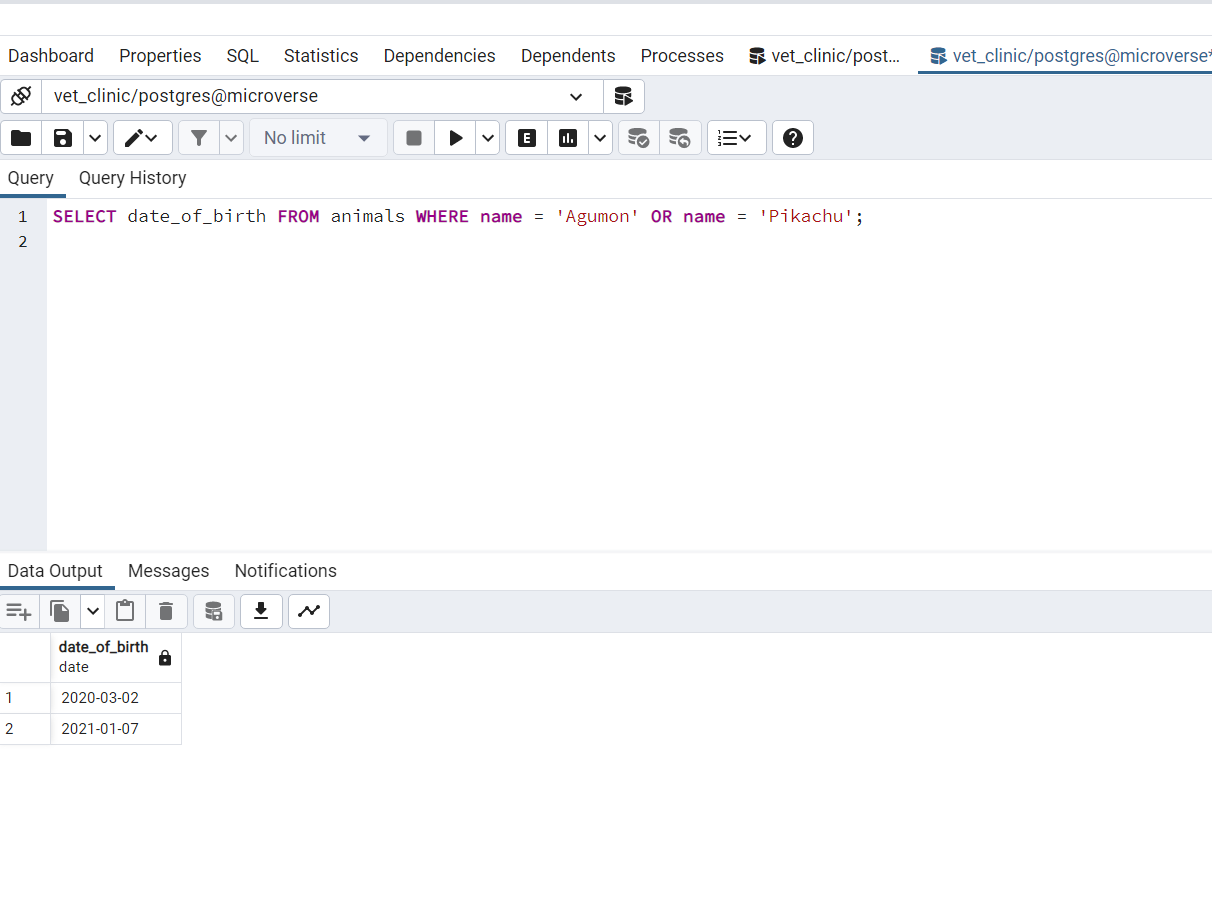 Dashboard Properties SQL Statistics Dependencies Dependents Processes vet_clinic/post... vet_clinic/postgres@microverse*
vet_clinic/postgres@microverse
No limit E
Query Query History
1 SELECT date_of_birth FROM animals WHERE name = 'Agumon' OR name = 'Pikachu';
2
Data Output Messages Notifications
date_of_birth
date
1 2020-03-02
2 2021-01-07